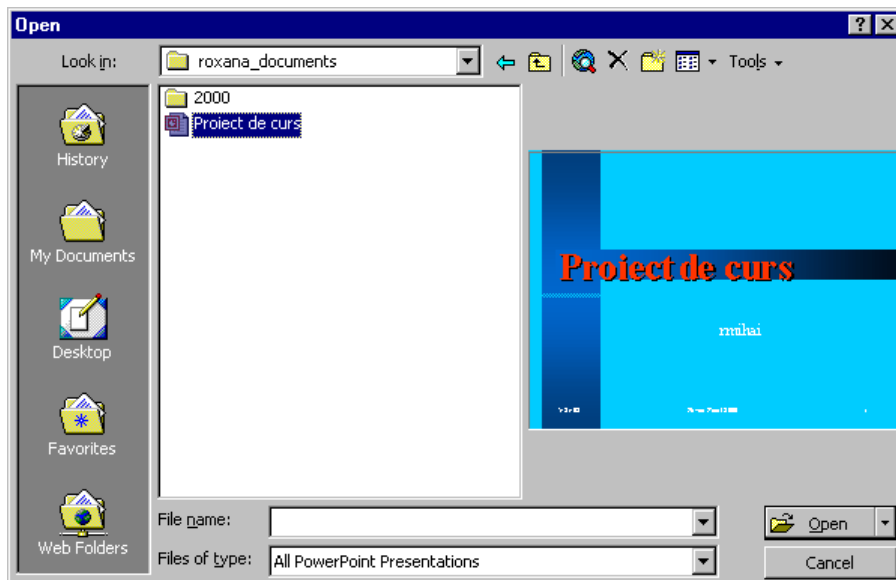 Open
Look in:
roxana_documents
Tools
2000
Proiect de curs
History
My Documents
Desktop
Favorites
Web Folders
Proiect de curs
rmihai
File name:
Open
Files of type:
All PowerPoint Presentations
Cancel